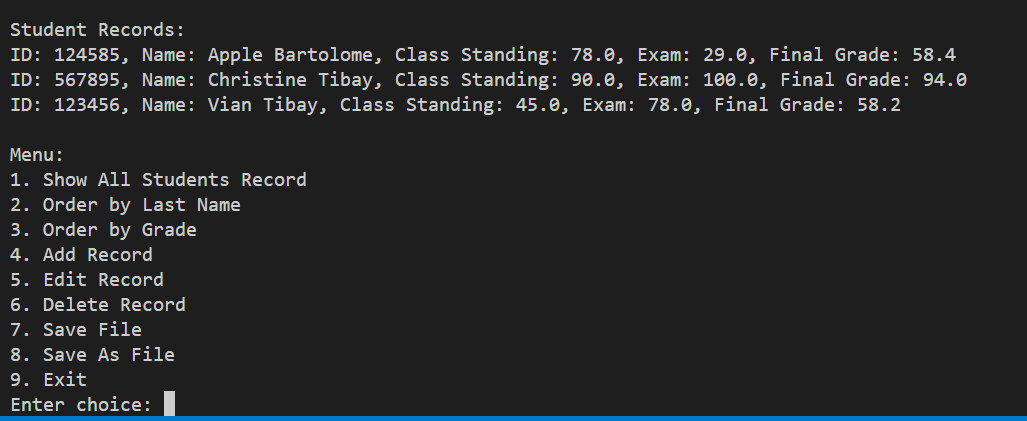 Student Records:
ID: 124585, Name: Apple Bartolome, Class Standing: 78.0, Exam: 29.0, Final Grade: 58.4
ID: 567895, Name: Christine Tibay, Class Standing: 90.0, Exam: 100.0, Final Grade: 94.0
ID: 123456, Name: Vian Tibay, Class Standing: 45.0, Exam: 78.0, Final Grade: 58.2
Menu:
1. Show All Students Record
2. Order by Last Name
3. Order by Grade
4. Add Record
5. Edit Record
6. Delete Record
7. Save File
8. Save As File
9. Exit
Enter choice: